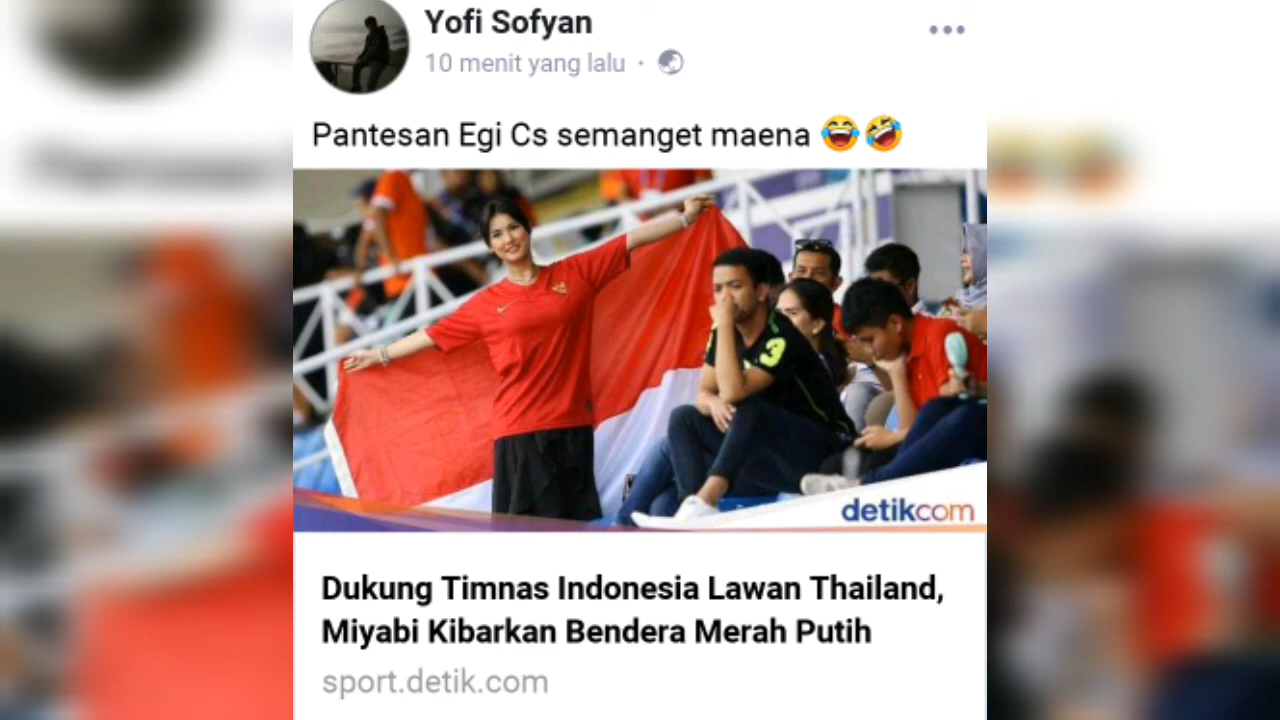 Yofi Sofyan
10 menit yang lalu ·
Pantesan Egi Cs semanget maena 😂🤣
3
detikcom
Dukung Timnas Indonesia Lawan Thailand,
Miyabi Kibarkan Bendera Merah Putih
sport.detik.com